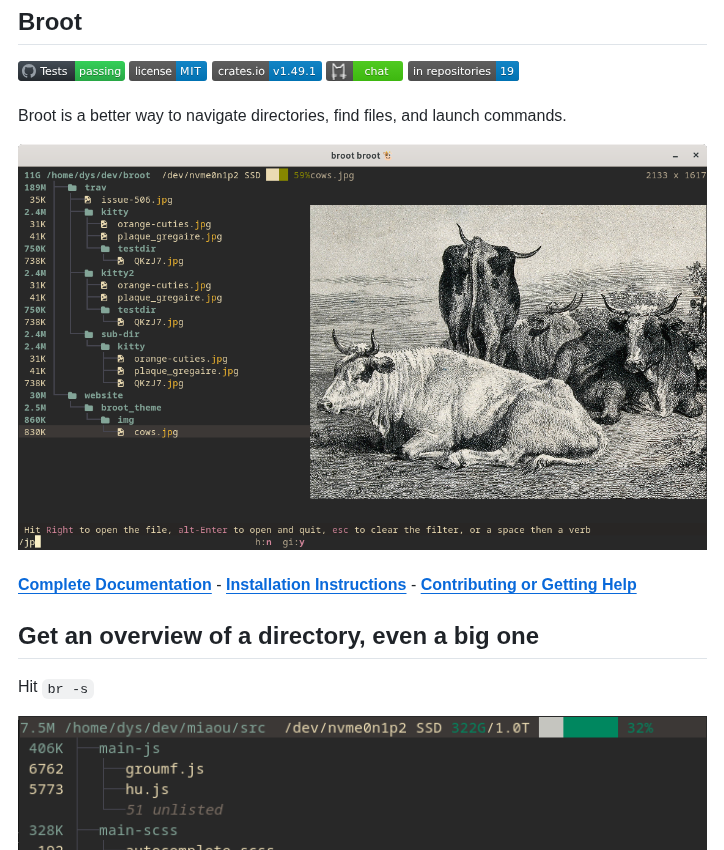 Broot
Tests passing license MIT crates.io v1.49.1 chat in repositories 19
Broot is a better way to navigate directories, find files, and launch commands.
broot broot
11G /home/dys/dev/broot /dev/nvme0n1p2 SSD 59% cows.jpg 2133 x 1617
189M trav
35K issue-506.jpg
2.4M kitty
31K orange-cuties.jpg
41K plaque_gregaire.jpg
750K testdir
738K QKzJ7.jpg
2.4M kitty2
31K orange-cuties.jpg
41K plaque_gregaire.jpg
750K testdir
738K QKzJ7.jpg
2.4M sub-dir
2.4M kitty
31K orange-cuties.jpg
41K plaque_gregaire.jpg
738K QKzJ7.jpg
30M website
2.5M broot_theme
860K img
830K cows.jpg
Hit Right to open the file, alt-Enter to open and quit, esc to clear the filter, or a space then a verb
/jp h:n gi:y
Complete Documentation - Installation Instructions - Contributing or Getting Help
Get an overview of a directory, even a big one
Hit br -s
7.5M /home/dys/dev/miaou/src /dev/nvme0n1p2 SSD 322G/1.0T 32%
406K main-js
6762 groumf.js
5773 hu.js
51 unlisted
328K main-scss
192 autocomplete.scss